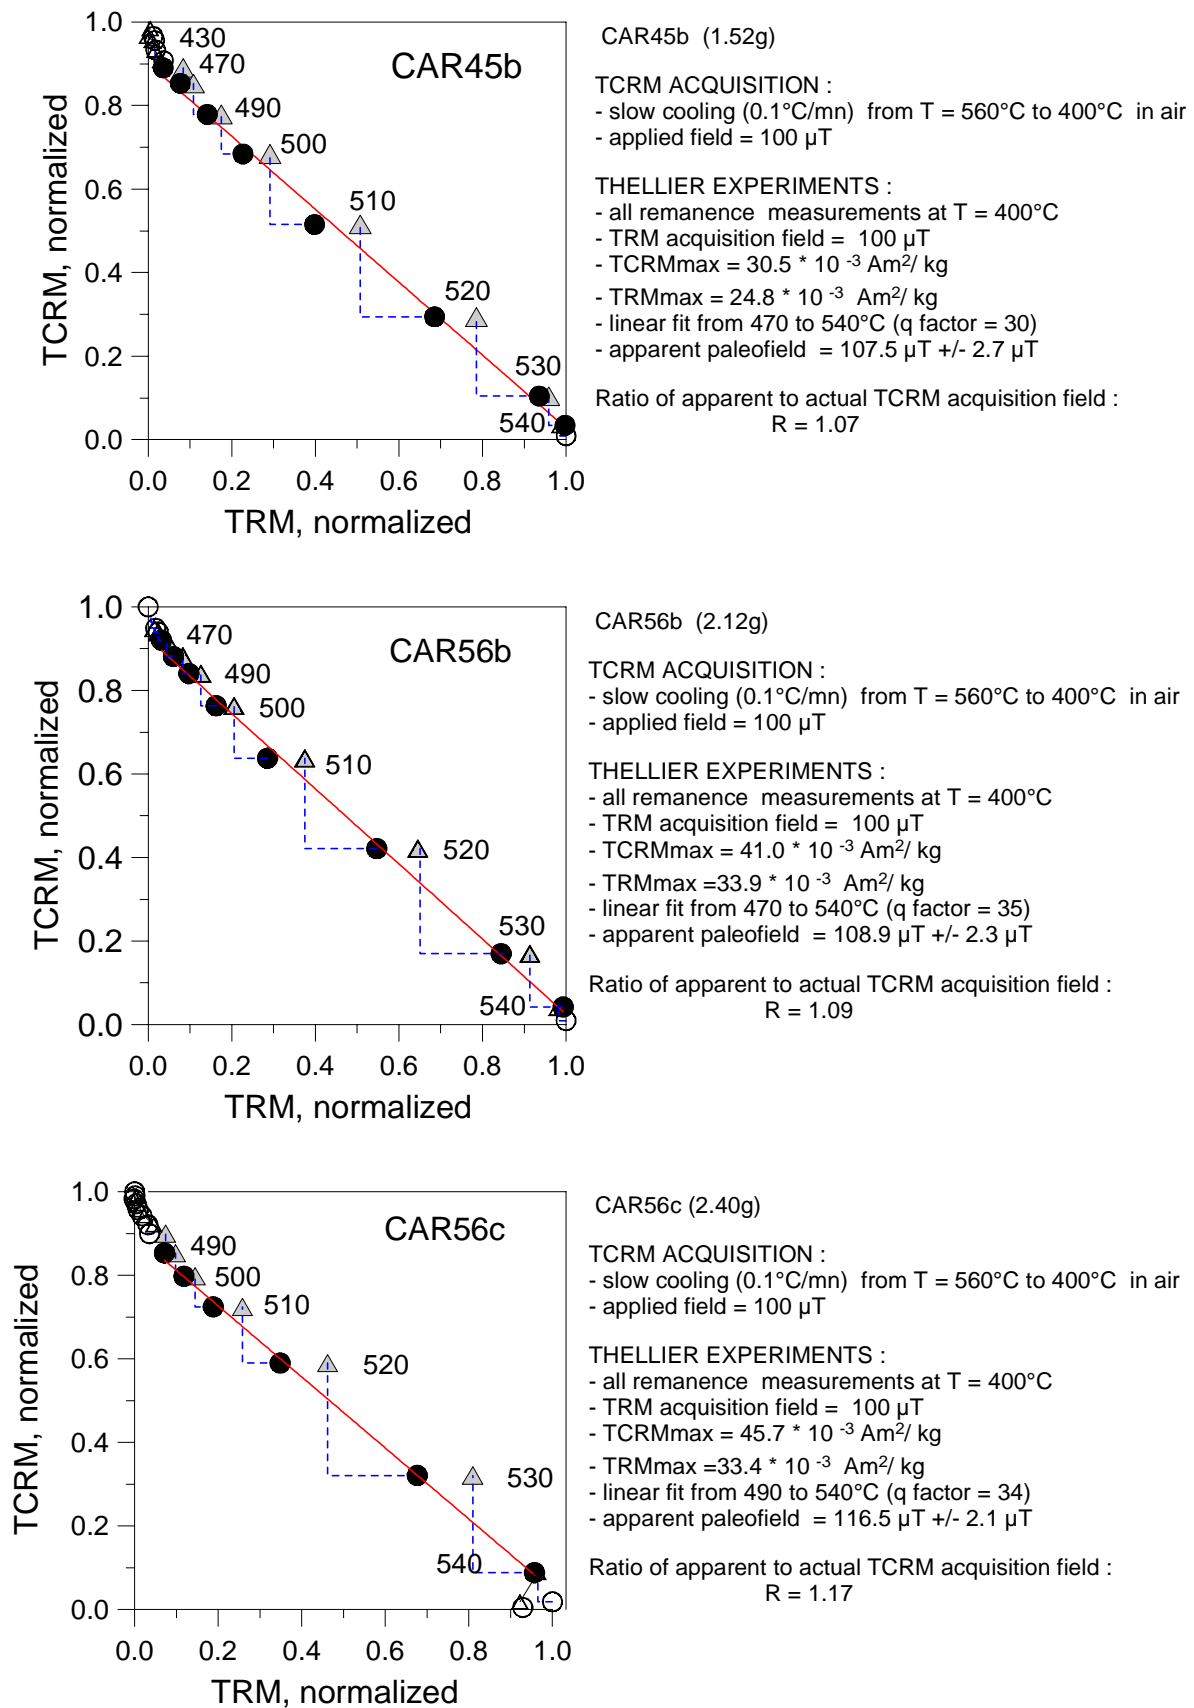 1.0
0.8
0.6
0.4
0.2
0.0
TCRM, normalized
430
470
490
500
510
520
530
540
CAR45b
0.0 0.2 0.4 0.6 0.8 1.0
TRM, normalized
CAR45b (1.52g)
TCRM ACQUISITION :
- slow cooling (0.1°C/mn) from T = 560°C to 400°C in air
- applied field = 100 µT
THELLIER EXPERIMENTS :
- all remanence measurements at T = 400°C
- TRM acquisition field = 100 µT
- TCRMmax = 30.5 * 10 -3 Am2/ kg
- TRMmax = 24.8 * 10 -3 Am2/ kg
- linear fit from 470 to 540°C (q factor = 30)
- apparent paleofield = 107.5 µT +/- 2.7 µT
Ratio of apparent to actual TCRM acquisition field :
R = 1.07
1.0
0.8
0.6
0.4
0.2
0.0
TCRM, normalized
470
490
500
510
520
530
540
CAR56b
0.0 0.2 0.4 0.6 0.8 1.0
TRM, normalized
CAR56b (2.12g)
TCRM ACQUISITION :
- slow cooling (0.1°C/mn) from T = 560°C to 400°C in air
- applied field = 100 µT
THELLIER EXPERIMENTS :
- all remanence measurements at T = 400°C
- TRM acquisition field = 100 µT
- TCRMmax = 41.0 * 10 -3 Am2/ kg
- TRMmax =33.9 * 10 -3 Am2/ kg
- linear fit from 470 to 540°C (q factor = 35)
- apparent paleofield = 108.9 µT +/- 2.3 µT
Ratio of apparent to actual TCRM acquisition field :
R = 1.09
1.0
0.8
0.6
0.4
0.2
0.0
TCRM, normalized
490
500
510
520
530
540
CAR56c
0.0 0.2 0.4 0.6 0.8 1.0
TRM, normalized
CAR56c (2.40g)
TCRM ACQUISITION :
- slow cooling (0.1°C/mn) from T = 560°C to 400°C in air
- applied field = 100 µT
THELLIER EXPERIMENTS :
- all remanence measurements at T = 400°C
- TRM acquisition field = 100 µT
- TCRMmax = 45.7 * 10 -3 Am2/ kg
- TRMmax =33.4 * 10 -3 Am2/ kg
- linear fit from 490 to 540°C (q factor = 34)
- apparent paleofield = 116.5 µT +/- 2.1 µT
Ratio of apparent to actual TCRM acquisition field :
R = 1.17